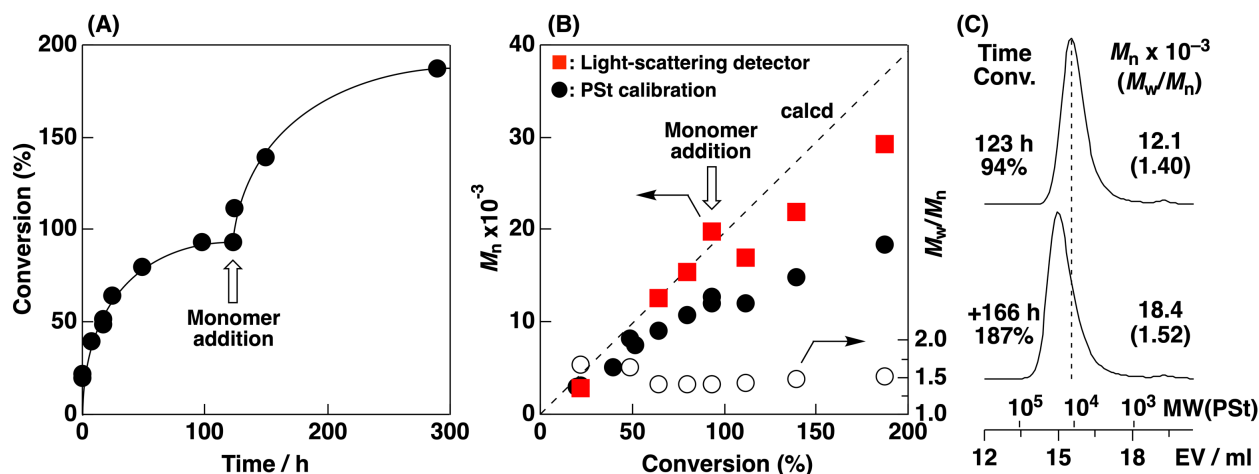 (A)
200
150
100
50
0
Conversion (%)
Monomer
addition
0 100 200 300
Time / h
(B)
40
30
20
10
0
Mn x10-3
: Light-scattering detector
: PSt calibration
calcd
Monomer
addition
2.0
1.5
1.0
Mw/Mn
0 50 100 150 200
Conversion (%)
(C)
Time
Conv.
Mn x 10–3
(Mw/Mn)
123 h
94%
12.1
(1.40)
+166 h
187%
18.4
(1.52)
105 104 103 MW(PSt)
12 15 18 EV / ml